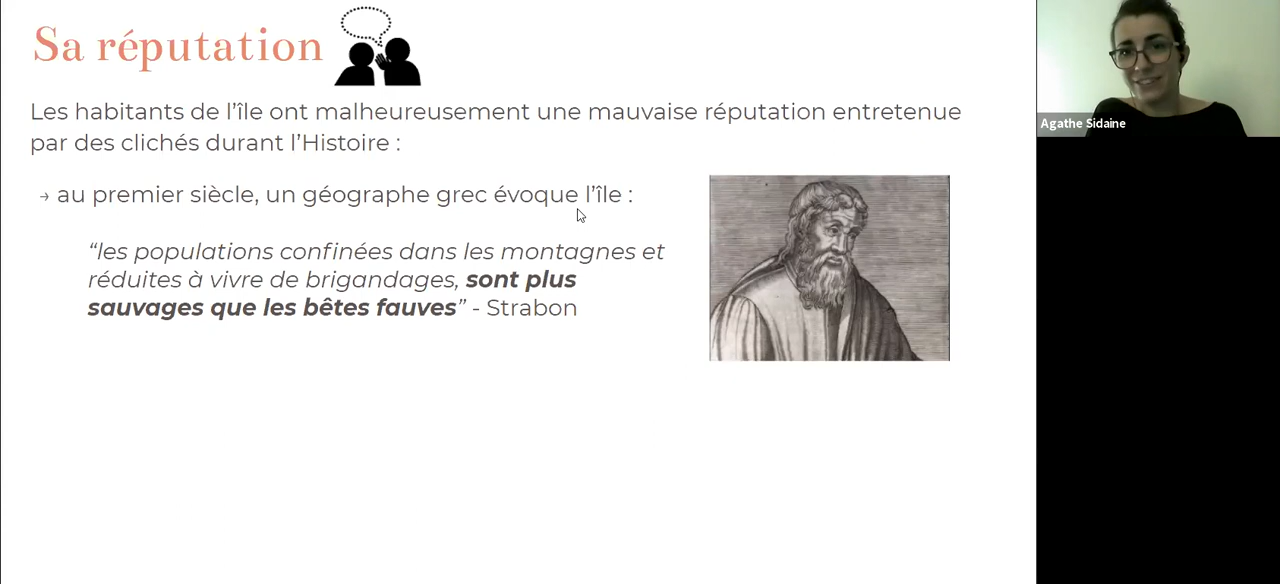 Sa réputation
Les habitants de l’île ont malheureusement une mauvaise réputation entretenue
par des clichés durant l’Histoire :
→ au premier siècle, un géographe grec évoque l’île :
“les populations confinées dans les montagnes et
réduites à vivre de brigandages, sont plus
sauvages que les bêtes fauves” - Strabon
Agathe Sidaine